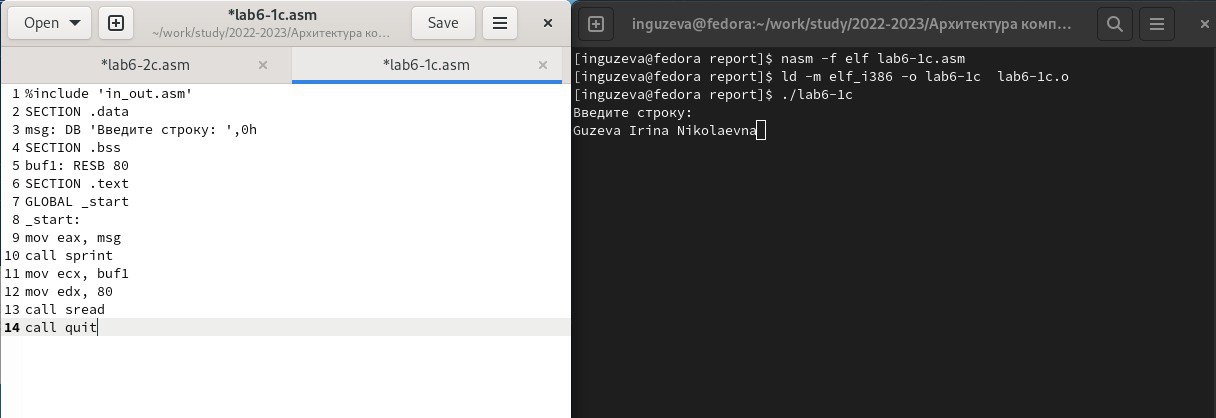 Open
*lab6-1c.asm
~/work/study/2022-2023/Архитектура ко...
Save
*lab6-2c.asm
*lab6-1c.asm
1 %include 'in_out.asm'
2 SECTION .data
3 msg: DB 'Введите строку: ',0h
4 SECTION .bss
5 buf1: RESB 80
6 SECTION .text
7 GLOBAL _start
8 _start:
9 mov eax, msg
10 call sprint
11 mov ecx, buf1
12 mov edx, 80
13 call sread
14 call quit
inguzeva@fedora:~/work/study/2022-2023/Архитектура комп...
[inguzeva@fedora report]$ nasm -f elf lab6-1c.asm
[inguzeva@fedora report]$ ld -m elf_i386 -o lab6-1c  lab6-1c.o
[inguzeva@fedora report]$ ./lab6-1c
Введите строку:
Guzeva Irina Nikolaevna